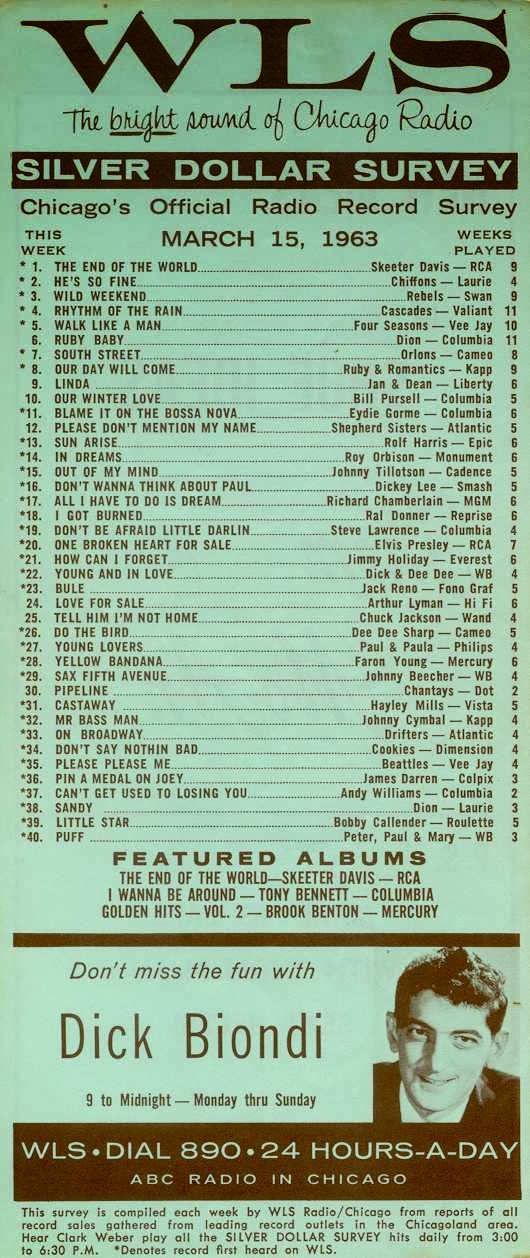 WLS
The bright sound of Chicago Radio
SILVER DOLLAR SURVEY
Chicago's Official Radio Record Survey
THIS WEEK MARCH 15, 1963 WEEKS PLAYED
* 1. THE END OF THE WORLD Skeeter Davis — RCA 9
* 2. HE'S SO FINE Chiffons — Laurie 4
* 3. WILD WEEKEND Rebels — Swan 9
* 4. RHYTHM OF THE RAIN Cascades — Valiant 11
* 5. WALK LIKE A MAN Four Seasons — Vee Jay 10
6. RUBY BABY Dion — Columbia 11
* 7. SOUTH STREET Orlons — Cameo 8
* 8. OUR DAY WILL COME Ruby & Romantics — Kapp 9
9. LINDA Jan & Dean — Liberty 6
10. OUR WINTER LOVE Bill Pursell — Columbia 5
*11. BLAME IT ON THE BOSSA NOVA Eydie Gorme — Columbia 6
12. PLEASE DON'T MENTION MY NAME Shepherd Sisters — Atlantic 5
*13. SUN ARISE Rolf Harris — Epic 6
*14. IN DREAMS Roy Orbison — Monument 6
*15. OUT OF MY MIND Johnny Tillotson — Cadence 5
*16. DON'T WANNA THINK ABOUT PAUL Dickey Lee — Smash 5
*17. ALL I HAVE TO DO IS DREAM Richard Chamberlain — MGM 6
*18. I GOT BURNED Ral Donner — Reprise 6
*19. DON'T BE AFRAID LITTLE DARLIN Steve Lawrence — Columbia 4
*20. ONE BROKEN HEART FOR SALE Elvis Presley — RCA 7
*21. HOW CAN I FORGET Jimmy Holiday — Everest 6
*22. YOUNG AND IN LOVE Dick & Dee Dee — WB 4
*23. BULE Jack Reno — Fono Graf 5
24. LOVE FOR SALE Arthur Lyman — Hi Fi 6
25. TELL HIM I'M NOT HOME Chuck Jackson — Wand 4
*26. DO THE BIRD Dee Dee Sharp — Cameo 5
*27. YOUNG LOVERS Paul & Paula — Philips 4
*28. YELLOW BANDANA Faron Young — Mercury 6
*29. SAX FIFTH AVENUE Johnny Beecher — WB 4
30. PIPELINE Chantays — Dot 2
*31. CASTAWAY Hayley Mills — Vista 5
*32. MR BASS MAN Johnny Cymbal — Kapp 4
*33. ON BROADWAY Drifters — Atlantic 4
*34. DON'T SAY NOTHIN BAD Cookies — Dimension 4
*35. PLEASE PLEASE ME Beattles — Vee Jay 4
*36. PIN A MEDAL ON JOEY James Darren — Colpix 3
*37. CAN'T GET USED TO LOSING YOU Andy Williams — Columbia 2
*38. SANDY Dion — Laurie 3
*39. LITTLE STAR Bobby Callender — Roulette 5
*40. PUFF Peter, Paul & Mary — WB 3
FEATURED ALBUMS
THE END OF THE WORLD—SKEETER DAVIS — RCA
I WANNA BE AROUND — TONY BENNETT — COLUMBIA
GOLDEN HITS — VOL. 2 — BROOK BENTON — MERCURY
Don't miss the fun with
Dick Biondi
9 to Midnight — Monday thru Sunday
WLS • DIAL 890 • 24 HOURS-A-DAY
ABC RADIO IN CHICAGO
This survey is compiled each week by WLS Radio/Chicago from reports of all
record sales gathered from leading record outlets in the Chicagoland area.
Hear Clark Weber play all the SILVER DOLLAR SURVEY hits daily from 3:00
to 6:30 P.M. *Denotes record first heard on WLS.